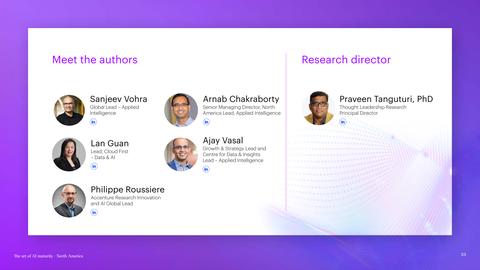 Meet the authors
Sanjeev Vohra
Global Lead – Applied
Intelligence
in
Arnab Chakraborty
Senior Managing Director, North
America Lead, Applied Intelligence
in
Lan Guan
Lead, Cloud First
– Data & AI
in
Ajay Vasal
Growth & Strategy Lead and
Centre for Data & Insights
Lead – Applied Intelligence
in
Philippe Roussiere
Accenture Research Innovation
and AI Global Lead
in
Research director
Praveen Tanguturi, PhD
Thought Leadership Research
Principal Director
in
The art of AI maturity - North America